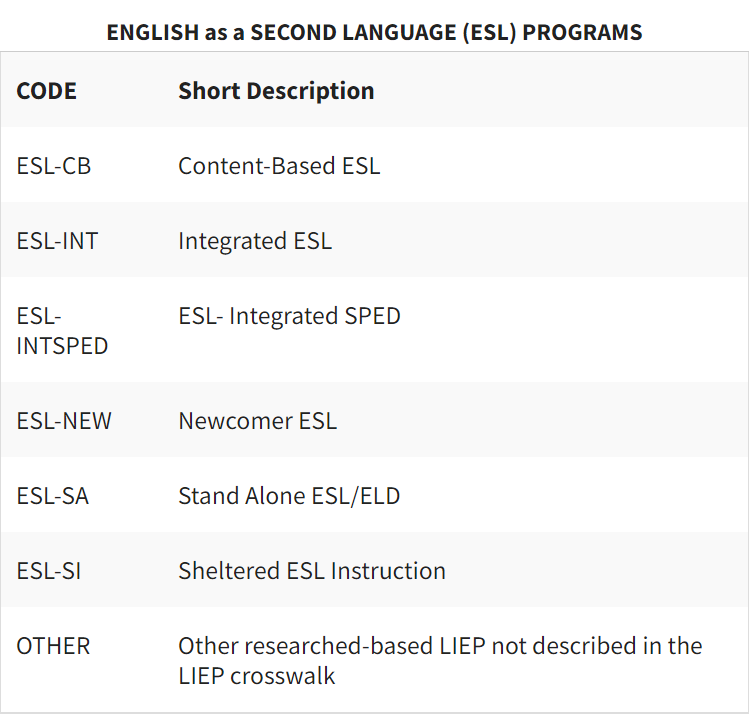 ENGLISH as a SECOND LANGUAGE (ESL) PROGRAMS
CODE Short Description
ESL-CB Content-Based ESL
ESL-INT Integrated ESL
ESL- ESL- Integrated SPED
INTSPED
ESL-NEW Newcomer ESL
ESL-SA Stand Alone ESL/ELD
ESL-SI Sheltered ESL Instruction
OTHER Other researched-based LIEP not described in the
LIEP crosswalk